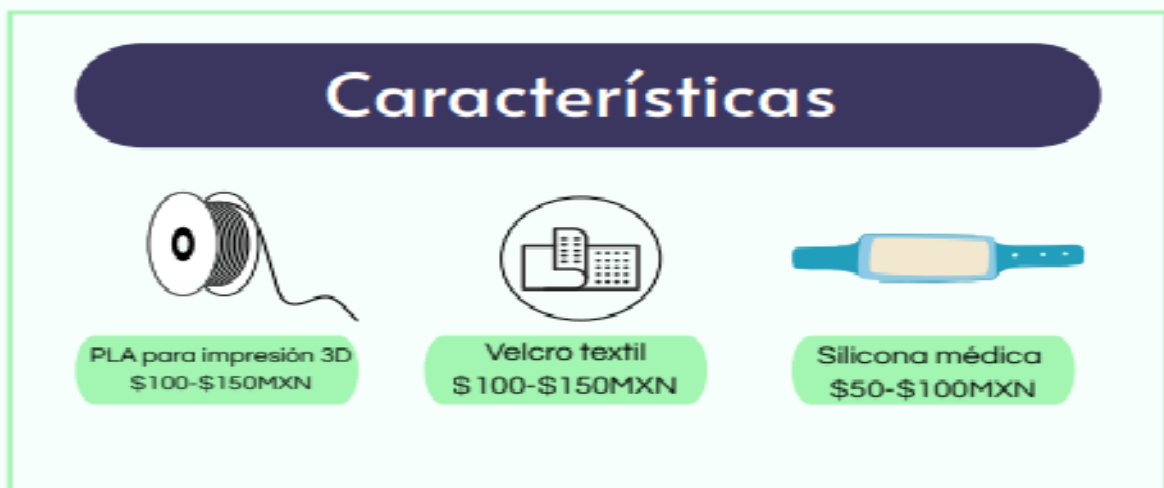 Características
PLA para impresión 3D
$100-$150MXN
Velcro textil
$100-$150MXN
Silicona médica
$50-$100MXN